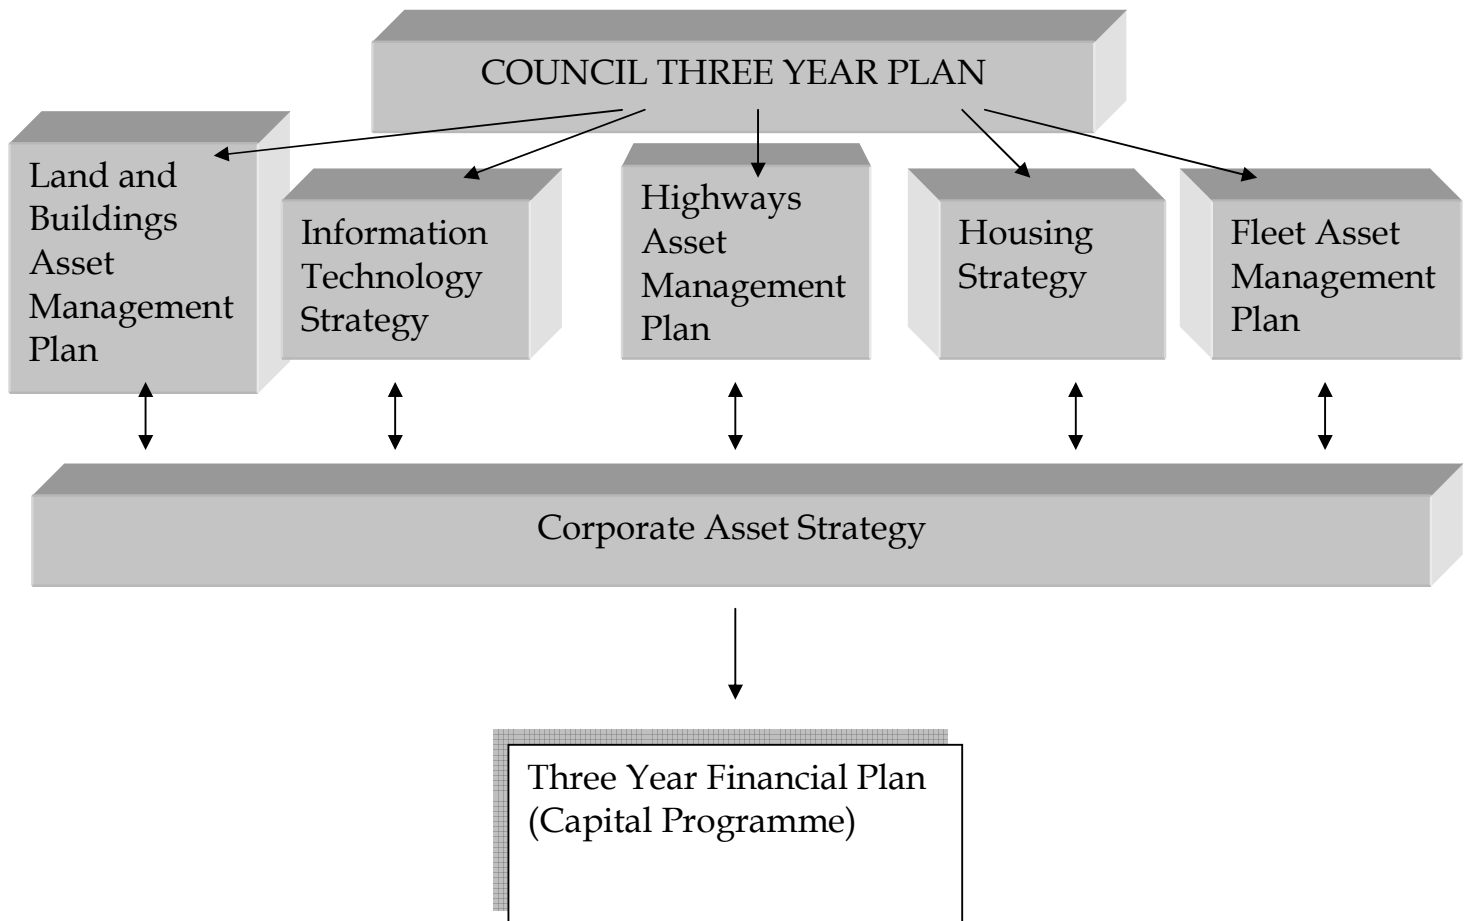 COUNCIL THREE YEAR PLAN
Land and
Buildings
Asset
Management
Plan
Information
Technology
Strategy
Highways
Asset
Management
Plan
Housing
Strategy
Fleet Asset
Management
Plan
Corporate Asset Strategy
Three Year Financial Plan
(Capital Programme)